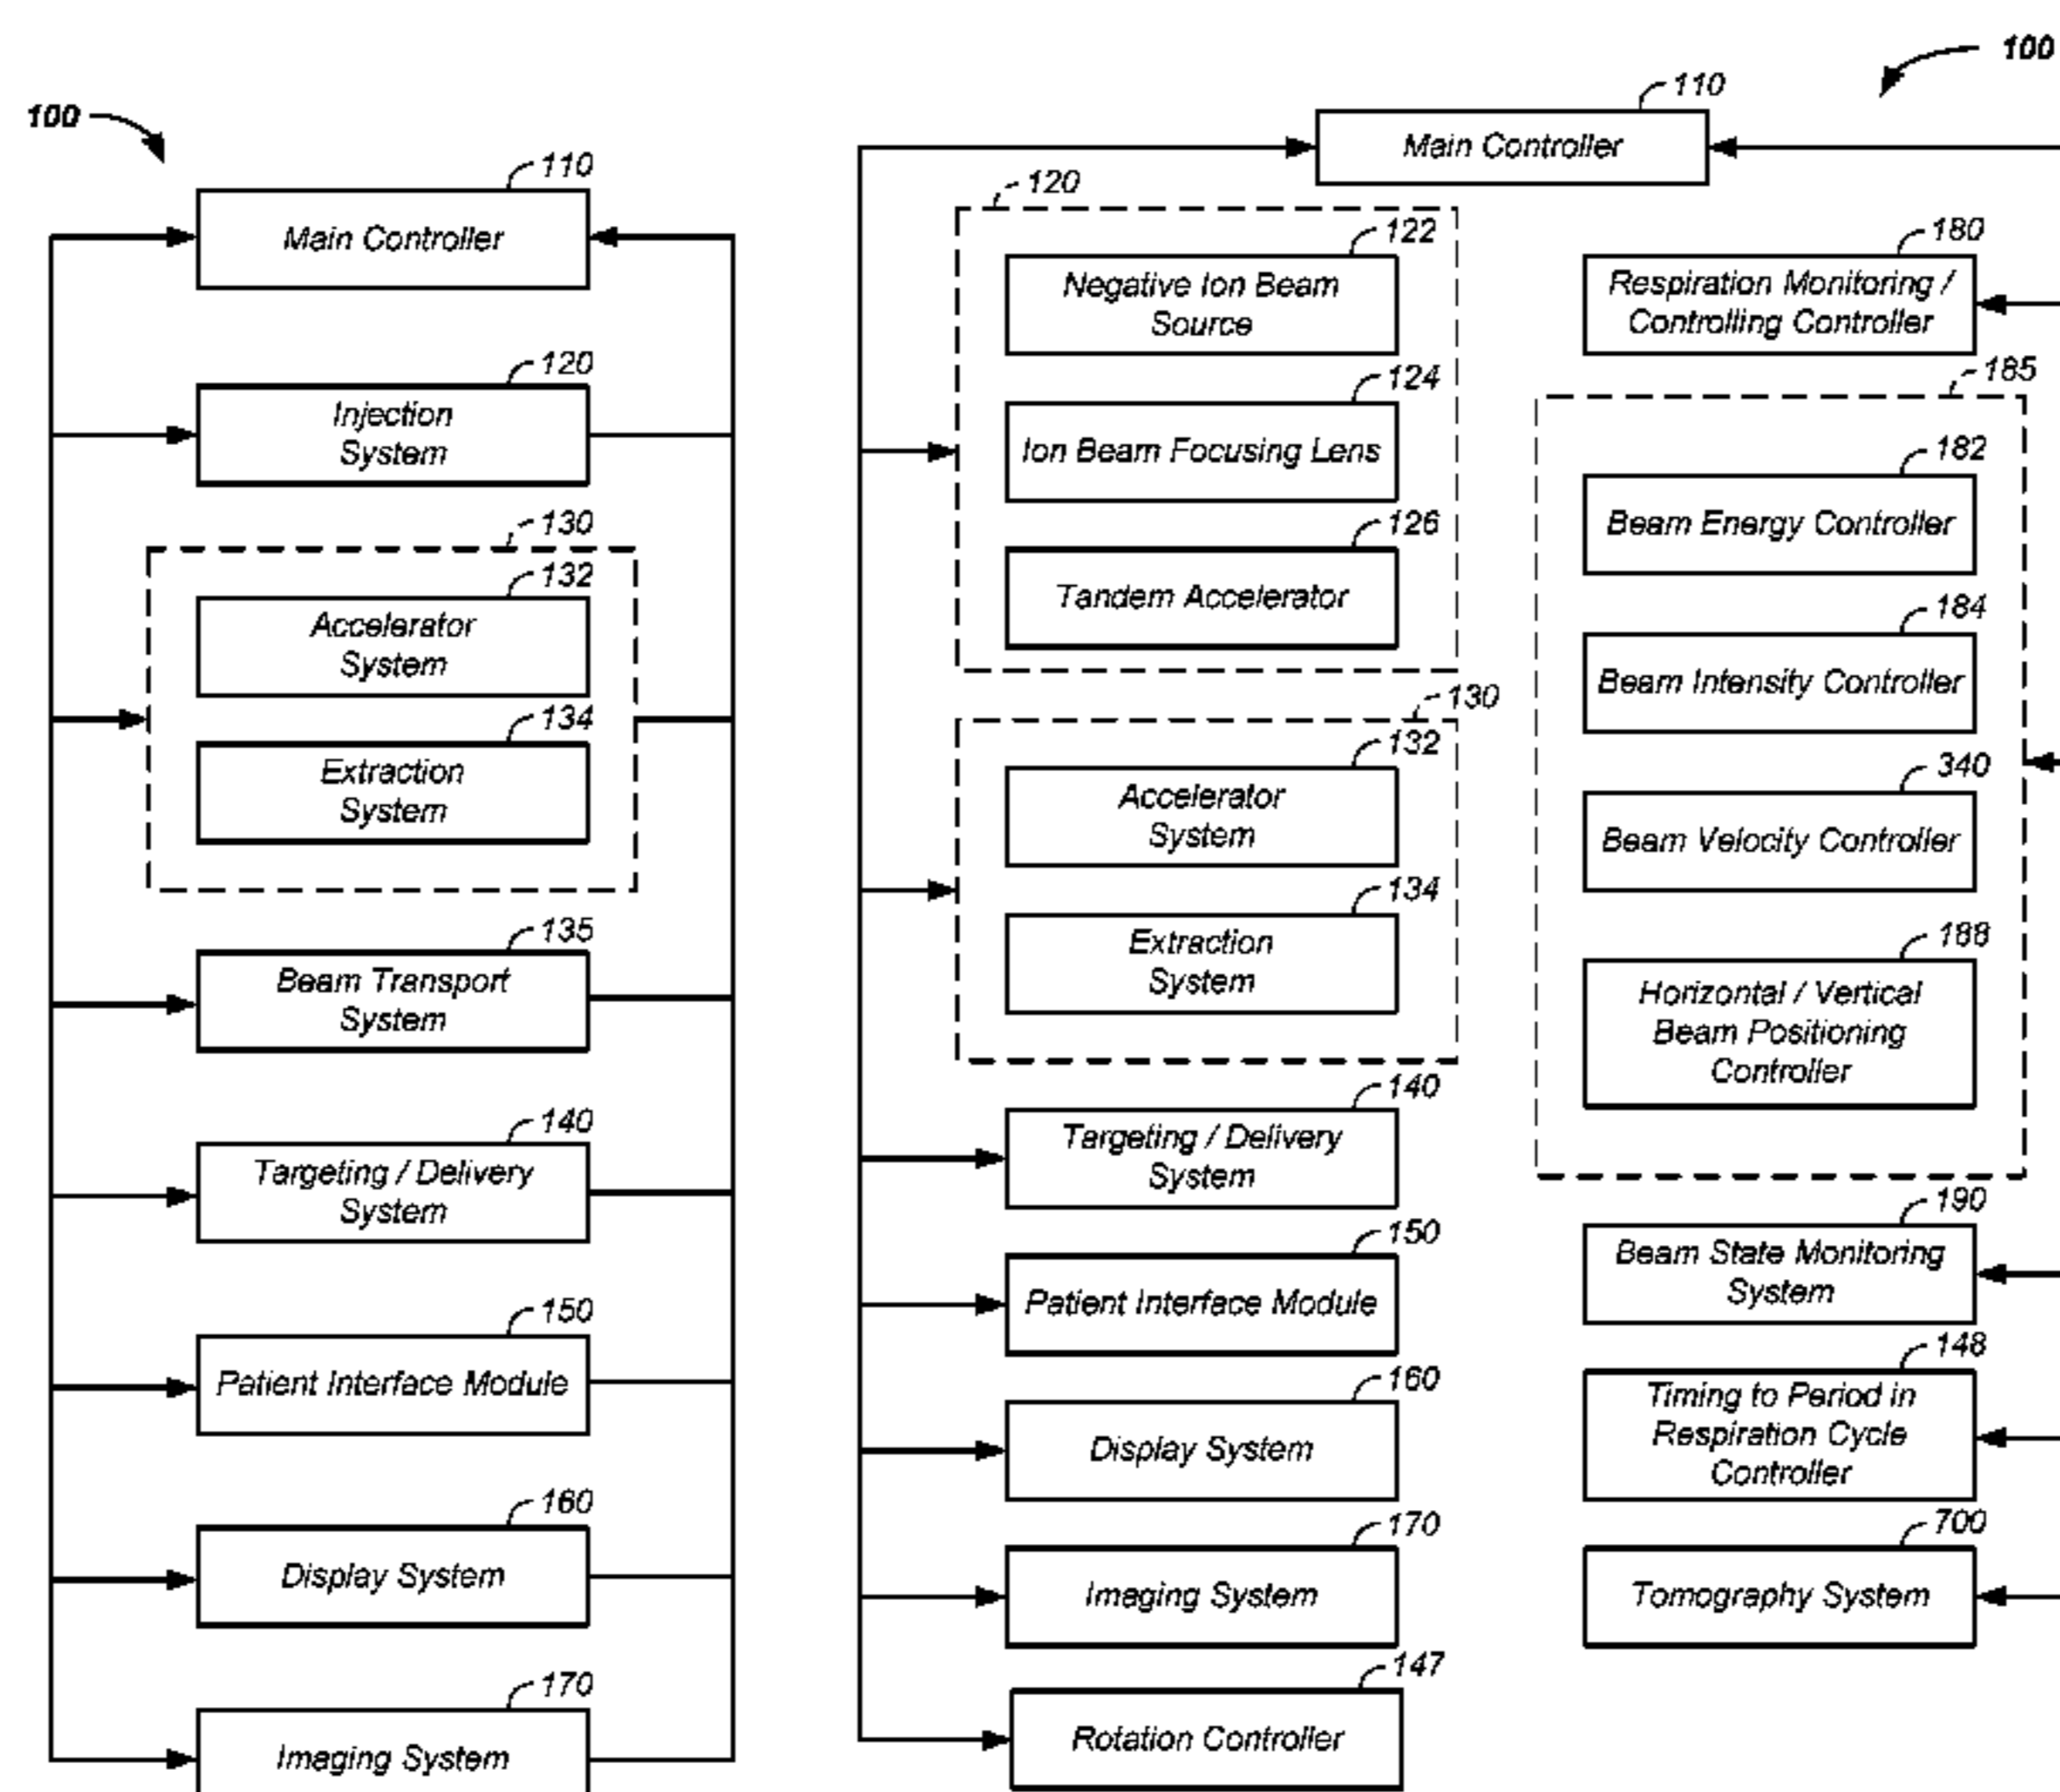 100
110
Main Controller
120
Injection
System
130
132
Accelerator
System
134
Extraction
System
135
Beam Transport
System
140
Targeting / Delivery
System
150
Patient Interface Module
160
Display System
170
Imaging System
100
110
Main Controller
120
122
Negative Ion Beam
Source
124
Ion Beam Focusing Lens
126
Tandem Accelerator
130
132
Accelerator
System
134
Extraction
System
140
Targeting / Delivery
System
150
Patient Interface Module
160
Display System
170
Imaging System
147
Rotation Controller
180
Respiration Monitoring /
Controlling Controller
185
182
Beam Energy Controller
184
Beam Intensity Controller
340
Beam Velocity Controller
188
Horizontal / Vertical
Beam Positioning
Controller
190
Beam State Monitoring
System
148
Timing to Period in
Respiration Cycle
Controller
700
Tomography System